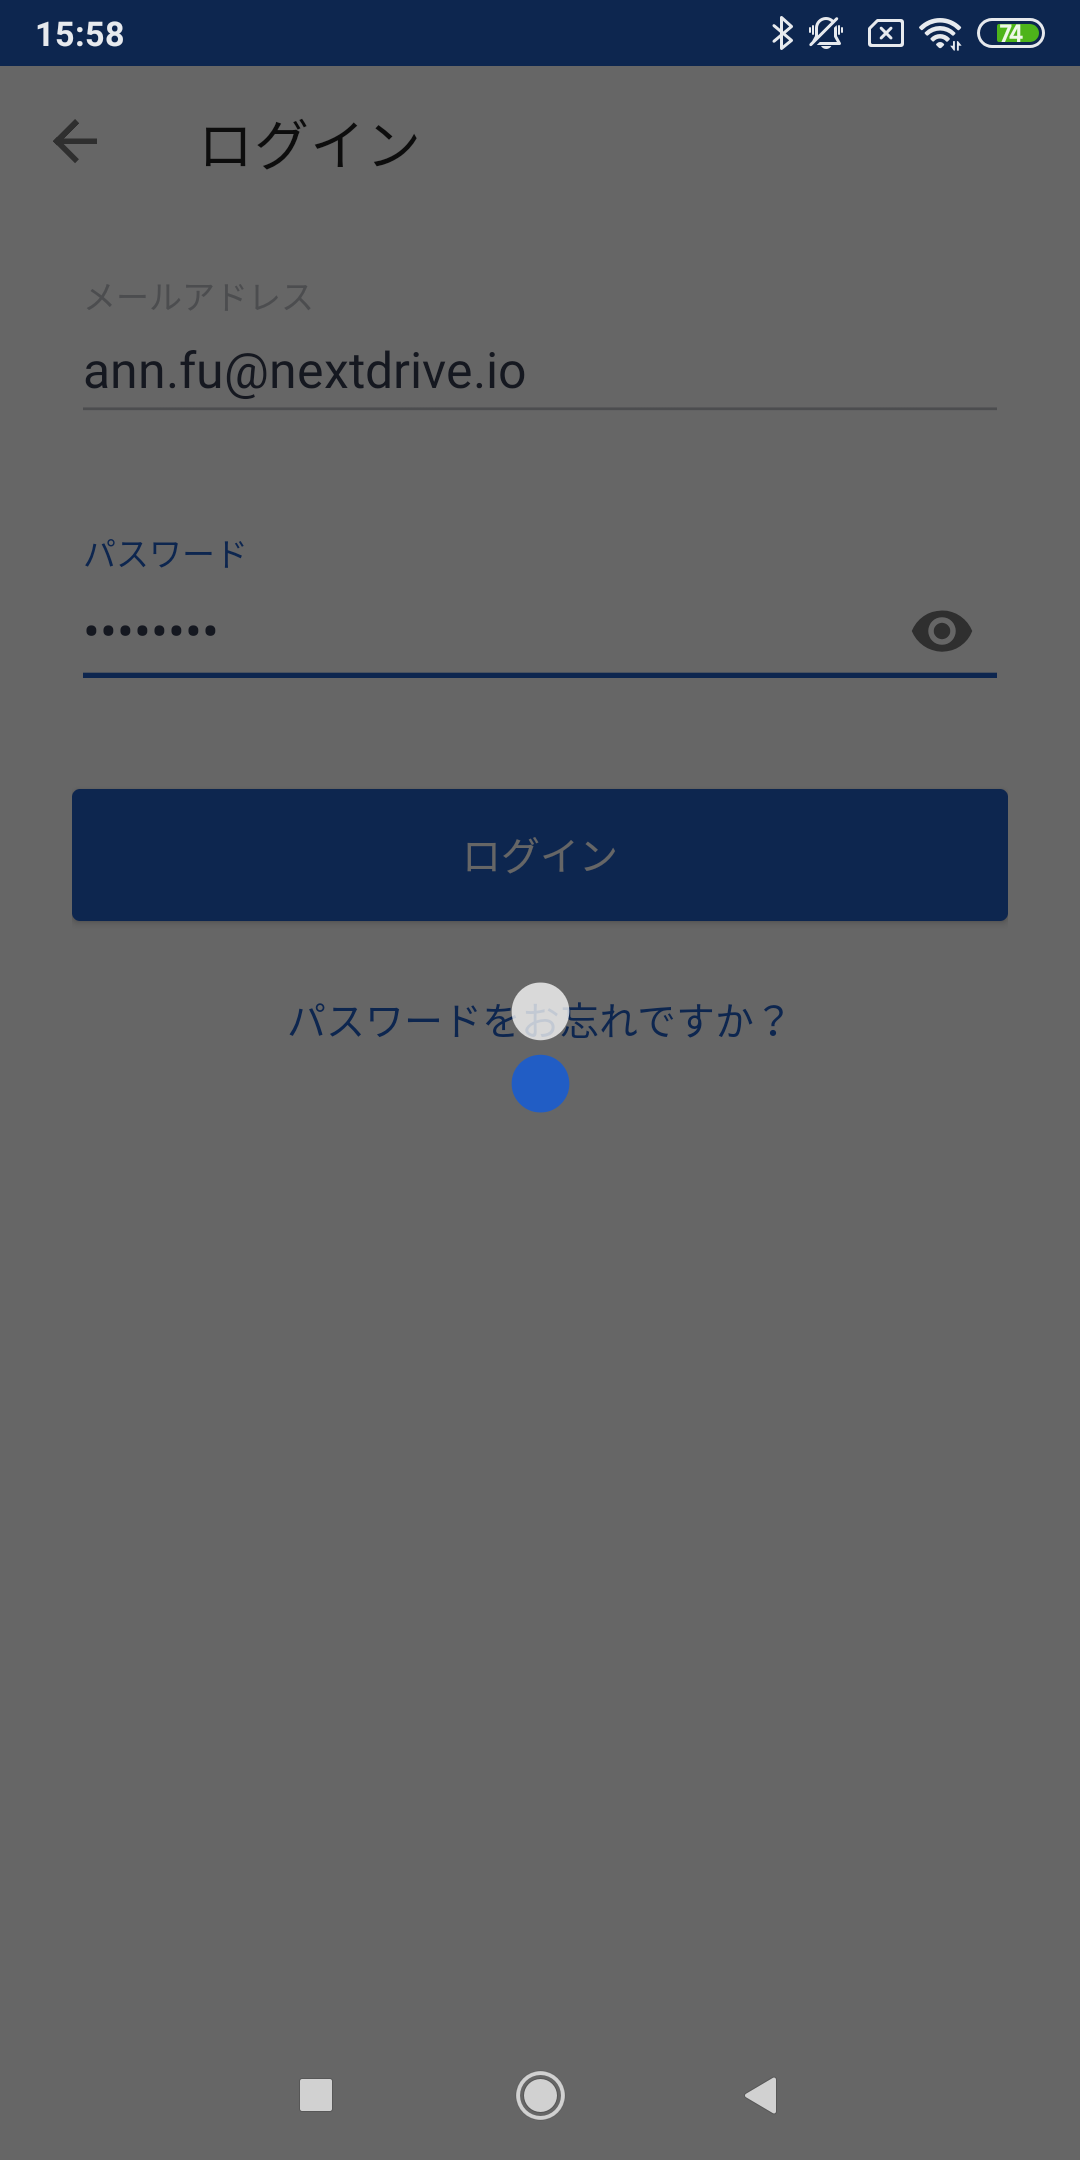 15:58
74
ログイン
メールアドレス
ann.fu@nextdrive.io
パスワード
••••••••
ログイン
パスワードをお忘れですか？